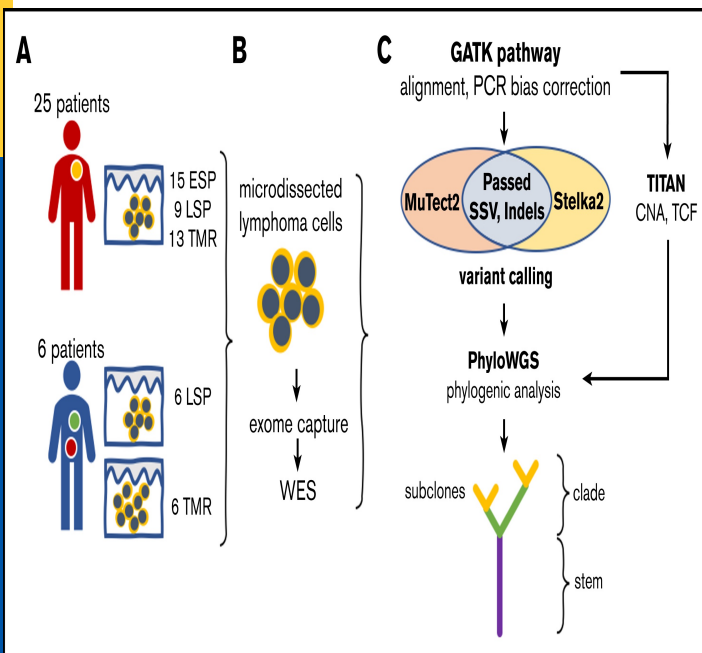 A
25 patients
15 ESP
9 LSP
13 TMR
6 patients
6 LSP
6 TMR
B
microdissected
lymphoma cells
exome capture
WES
C
GATK pathway
alignment, PCR bias correction
MuTect2
Passed
SSV, Indels
Stelka2
variant calling
TITAN
CNA, TCF
PhyloWGS
phylogenic analysis
subclones
clade
stem